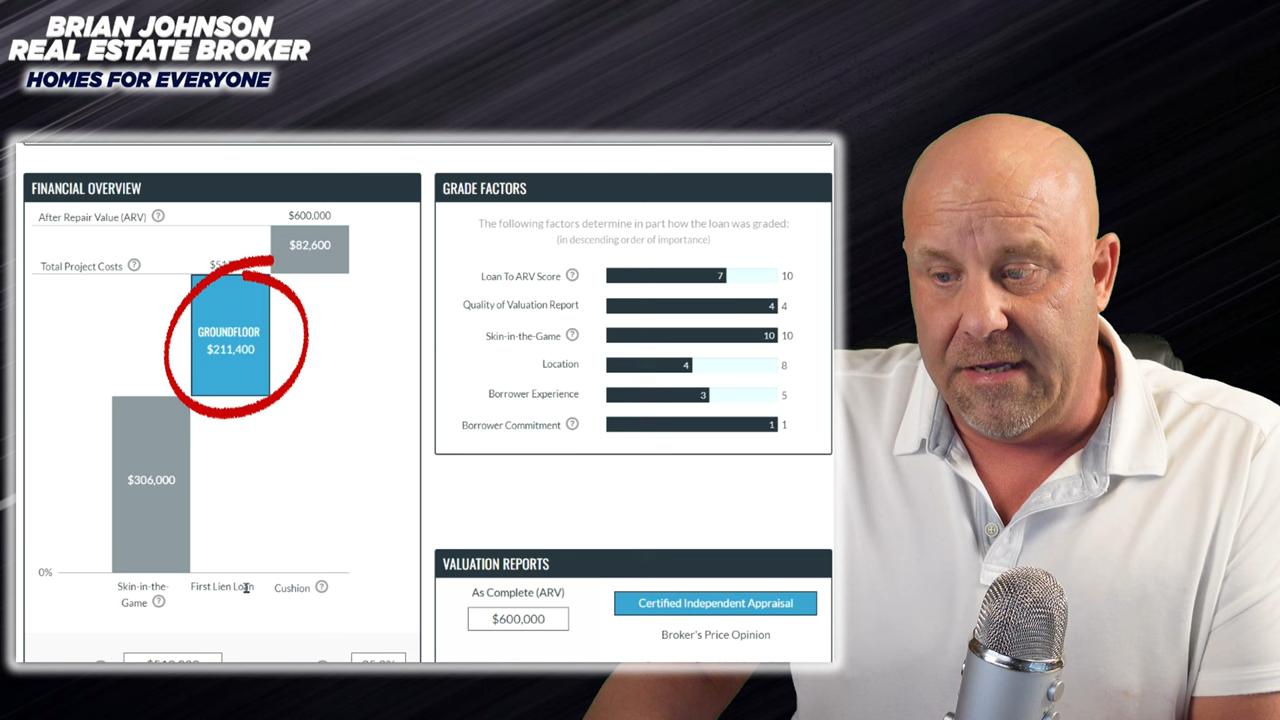 BRIAN JOHNSON
REAL ESTATE BROKER
HOMES FOR EVERYONE
FINANCIAL OVERVIEW
After Repair Value (ARV) ?
$600,000
$82,600
Total Project Costs ?
GROUNDFLOOR
$211,400
$306,000
0%
Skin-in-the-
Game ?
First Lien Loan
Cushion ?
GRADE FACTORS
The following factors determine in part how the loan was graded:
(in descending order of importance)
Loan To ARV Score ? 7 10
Quality of Valuation Report 4 4
Skin-in-the-Game ? 10 10
Location 4 8
Borrower Experience 3 5
Borrower Commitment ? 1 1
VALUATION REPORTS
As Complete (ARV)
$600,000
Certified Independent Appraisal
Broker's Price Opinion